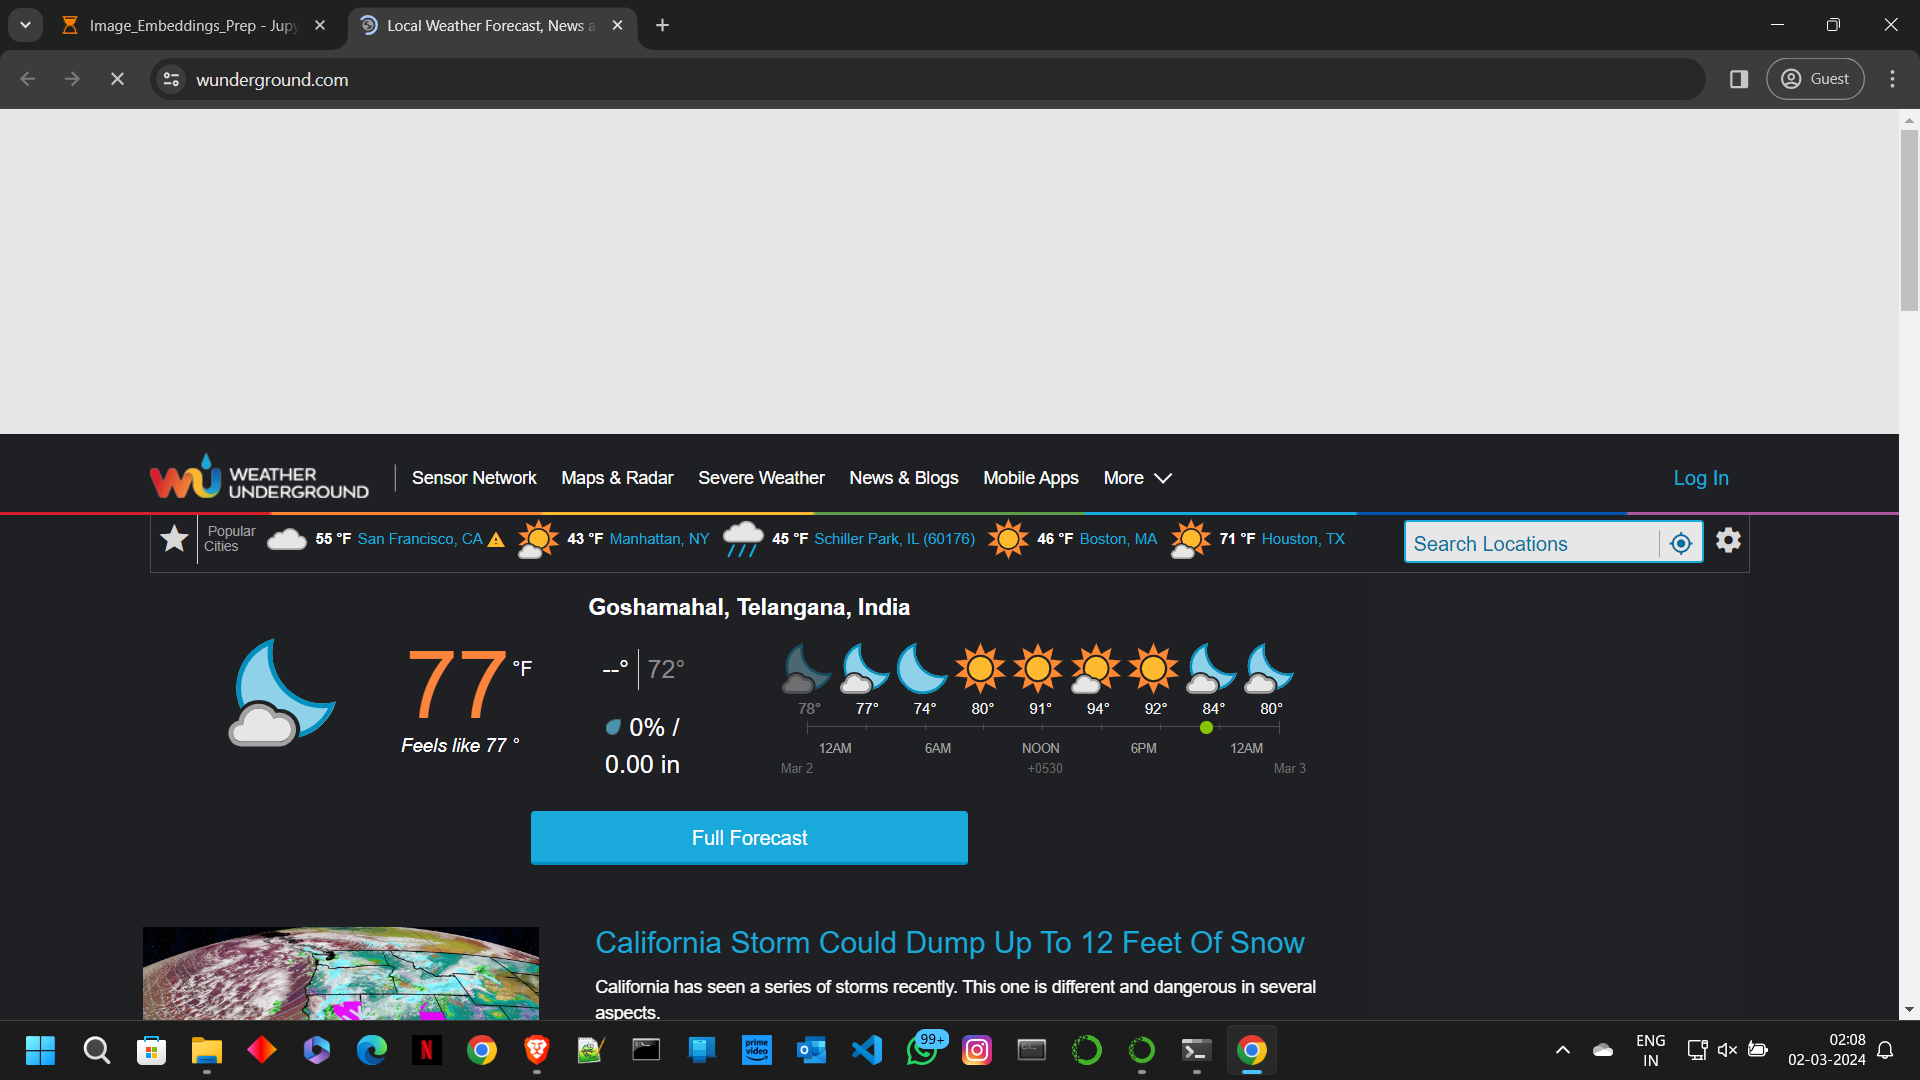 Image_Embeddings_Prep - Jupy
Local Weather Forecast, News a
wunderground.com
Guest
WU WEATHER UNDERGROUND
Sensor Network
Maps & Radar
Severe Weather
News & Blogs
Mobile Apps
More
Log In
Popular Cities
55 °F San Francisco, CA
43 °F Manhattan, NY
45 °F Schiller Park, IL (60176)
46 °F Boston, MA
71 °F Houston, TX
Search Locations
Goshamahal, Telangana, India
77 °F
Feels like 77 °
--° | 72°
0% /
0.00 in
78° 77° 74° 80° 91° 94° 92° 84° 80°
12AM 6AM NOON 6PM 12AM
Mar 2 +0530 Mar 3
Full Forecast
California Storm Could Dump Up To 12 Feet Of Snow
California has seen a series of storms recently. This one is different and dangerous in several
aspects.
N
prime video
99+
ENG
IN
02:08
02-03-2024